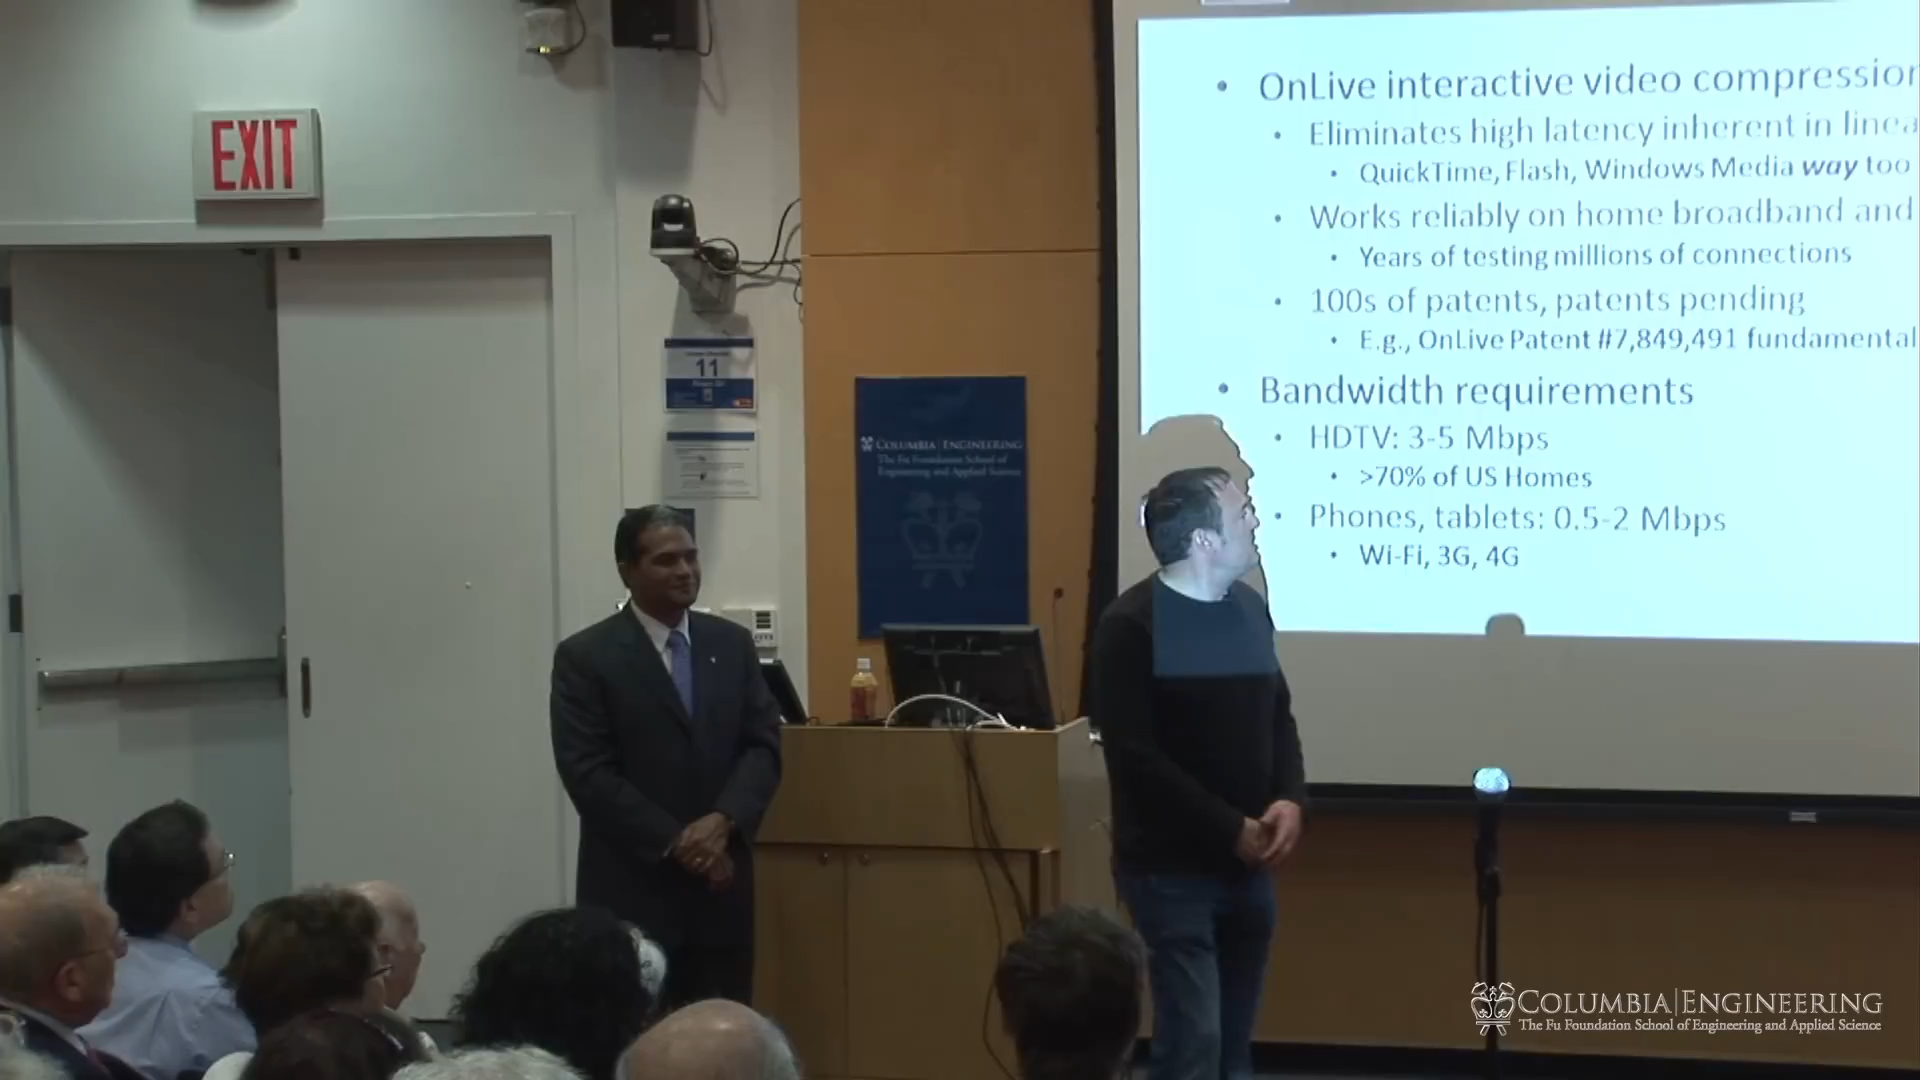 EXIT
OnLive interactive video compression
Eliminates high latency inherent in linea
QuickTime, Flash, Windows Media way too
Works reliably on home broadband and
Years of testing millions of connections
100s of patents, patents pending
E.g., OnLive Patent #7,849,491 fundamental
Bandwidth requirements
HDTV: 3-5 Mbps
>70% of US Homes
Phones, tablets: 0.5-2 Mbps
Wi-Fi, 3G, 4G
11
COLUMBIA | ENGINEERING
The Fu Foundation School of
Engineering and Applied Science
COLUMBIA | ENGINEERING
The Fu Foundation School of Engineering and Applied Science